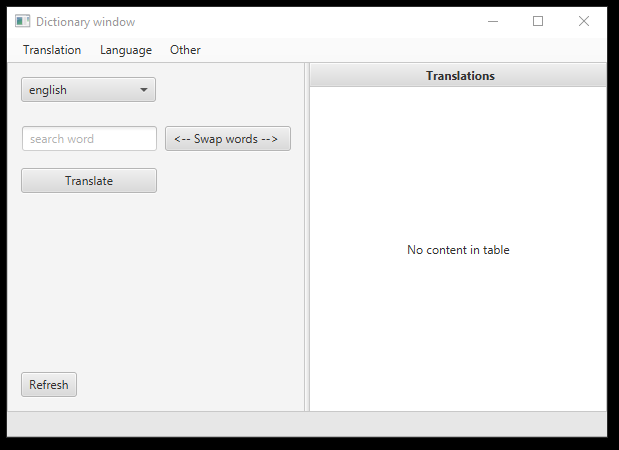 Dictionary window
Translation Language Other
english
search word
<-- Swap words -->
Translate
Refresh
Translations
No content in table